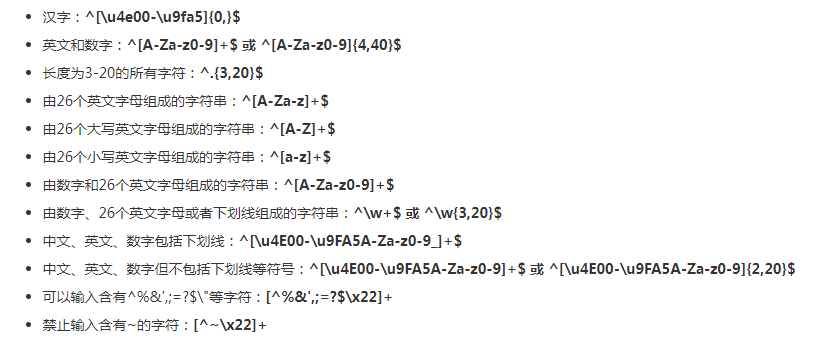 汉字：^[\u4e00-\u9fa5]{0,}$
英文和数字：^[A-Za-z0-9]+$ 或 ^[A-Za-z0-9]{4,40}$
长度为3-20的所有字符：^.{3,20}$
由26个英文字母组成的字符串：^[A-Za-z]+$
由26个大写英文字母组成的字符串：^[A-Z]+$
由26个小写英文字母组成的字符串：^[a-z]+$
由数字和26个英文字母组成的字符串：^[A-Za-z0-9]+$
由数字、26个英文字母或者下划线组成的字符串：^\w+$ 或 ^\w{3,20}$
中文、英文、数字包括下划线：^[\u4E00-\u9FA5A-Za-z0-9_]+$
中文、英文、数字但不包括下划线等符号：^[\u4E00-\u9FA5A-Za-z0-9]+$ 或 ^[\u4E00-\u9FA5A-Za-z0-9]{2,20}$
可以输入含有^%&',;=?$\"等字符：[^%&',;=?$\x22]+
禁止输入含有~的字符：[^~\x22]+